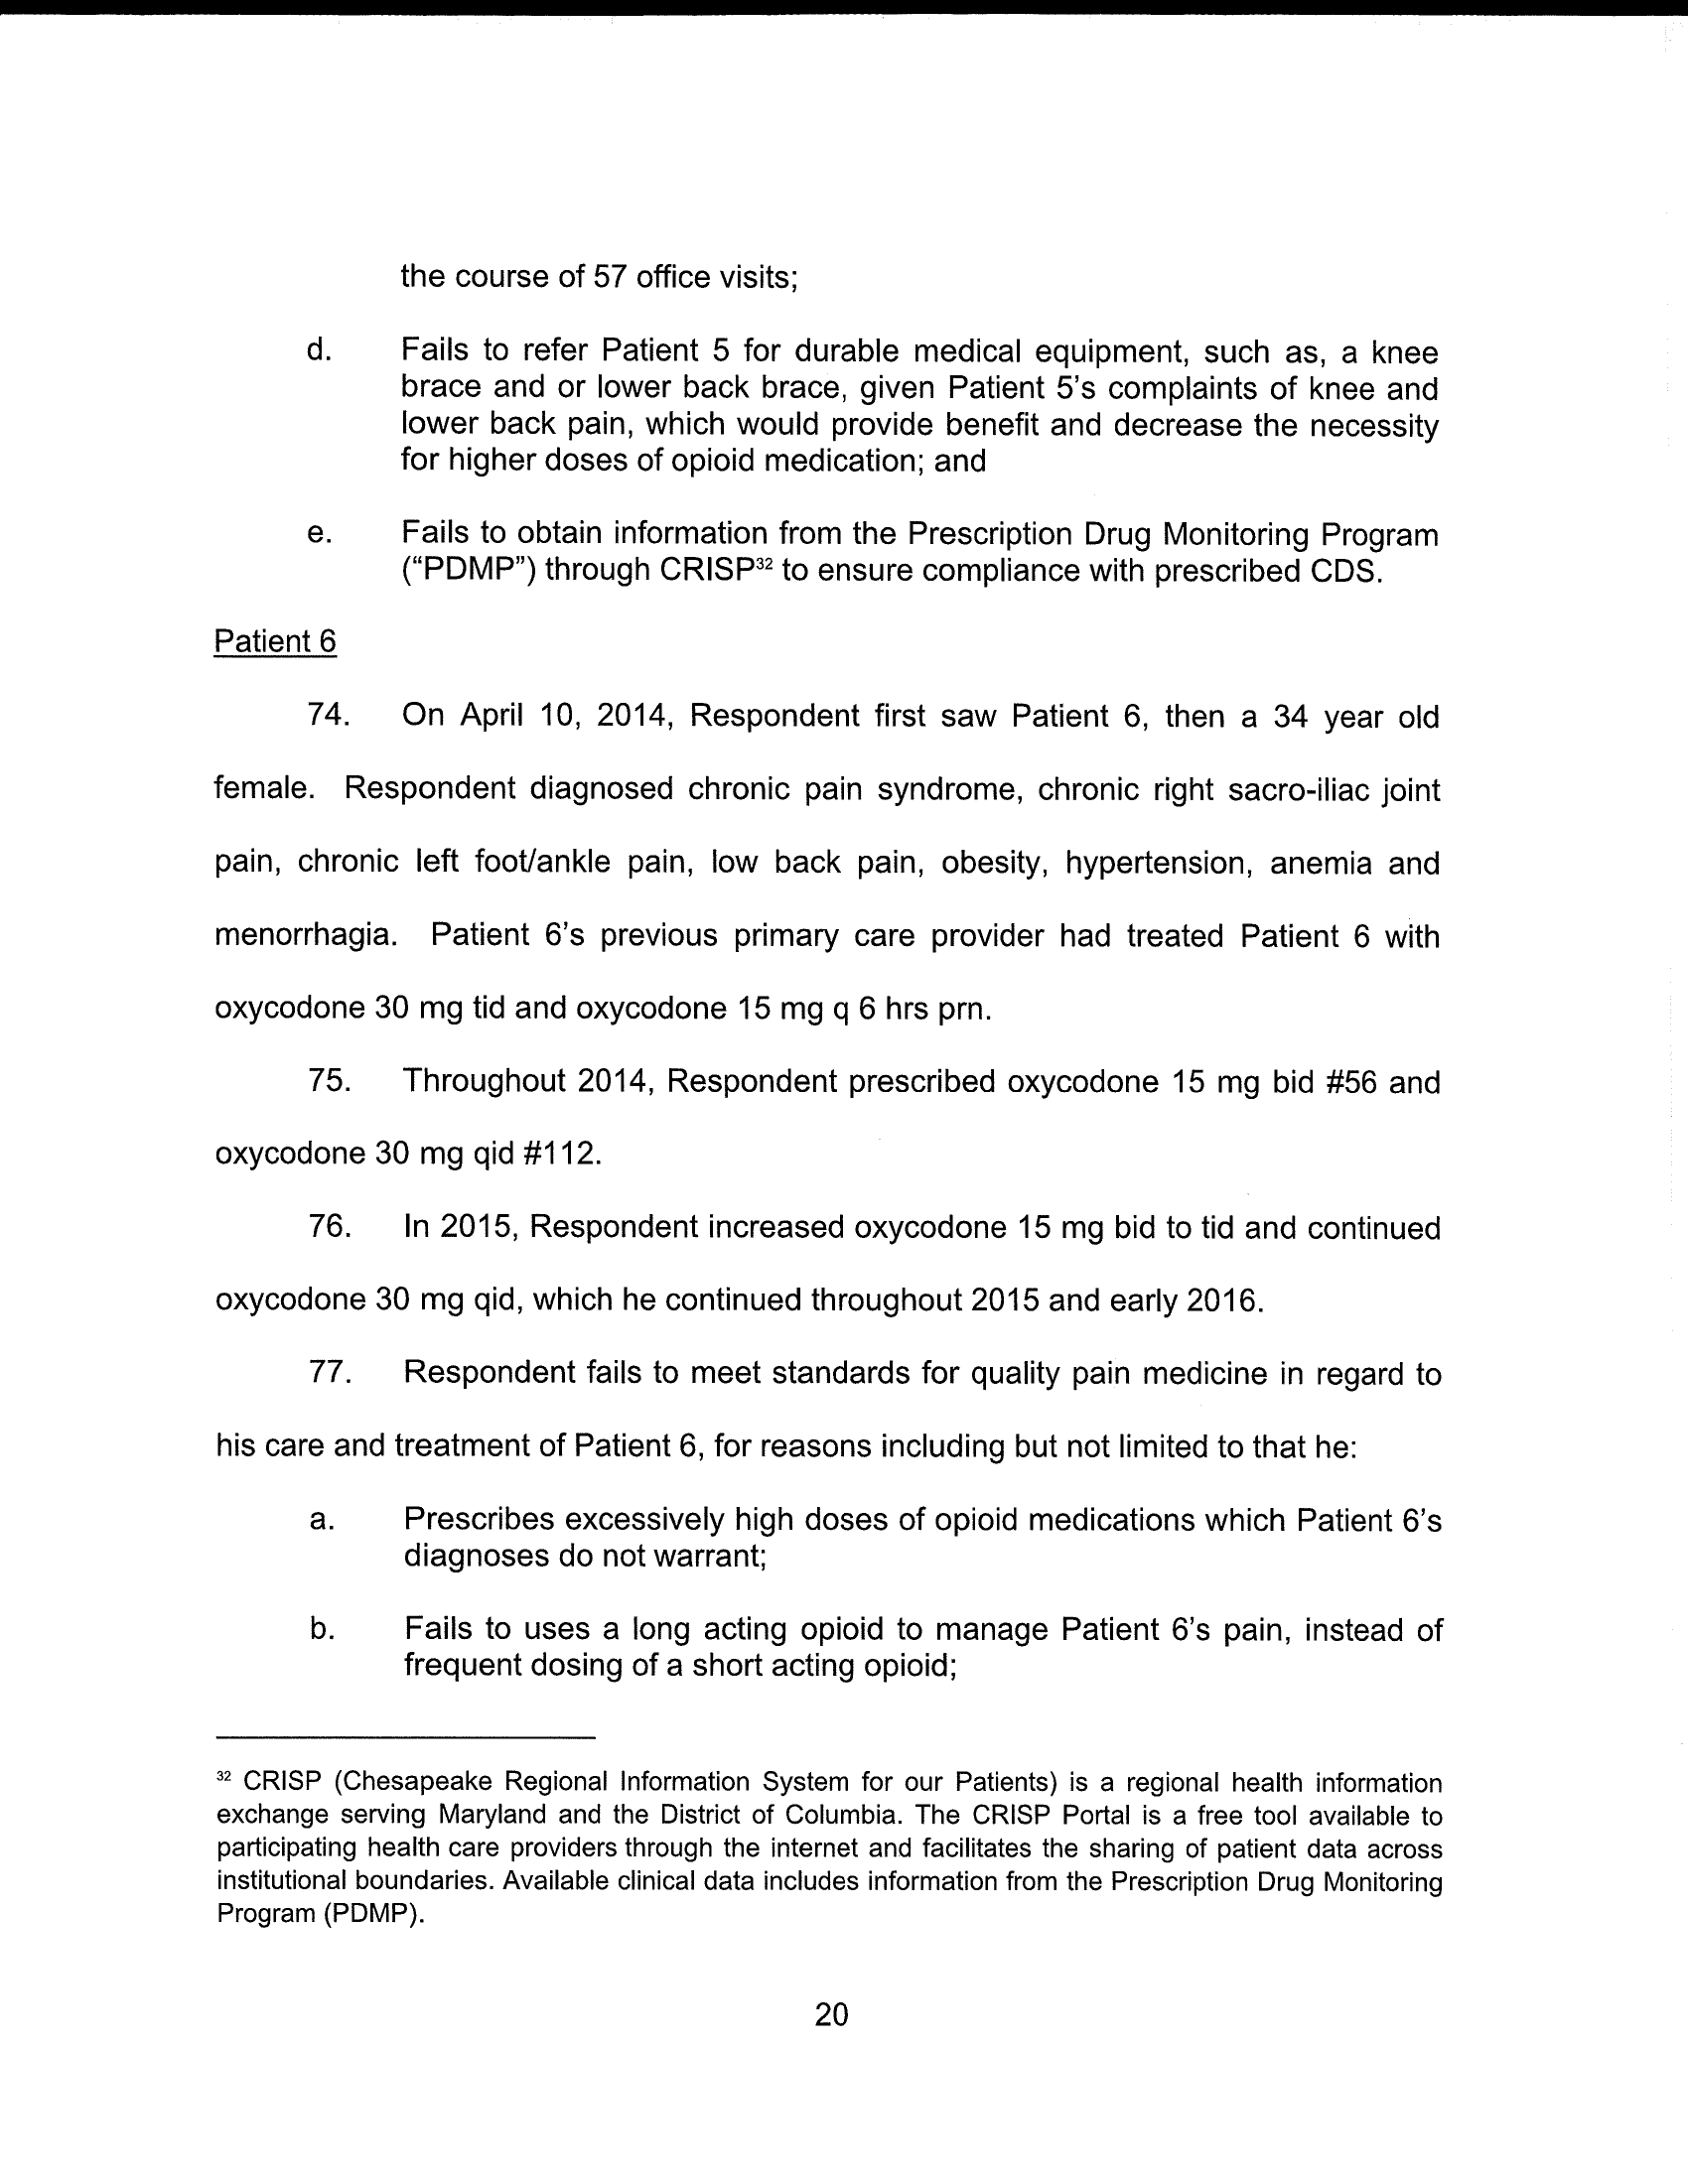 the course of 57 office visits;
d. Fails to refer Patient 5 for durable medical equipment, such as, a knee
brace and or lower back brace, given Patient 5's complaints of knee and
lower back pain, which would provide benefit and decrease the necessity
for higher doses of opioid medication; and
e. Fails to obtain information from the Prescription Drug Monitoring Program
(“PDMP”) through CRISP³² to ensure compliance with prescribed CDS.
Patient 6
74. On April 10, 2014, Respondent first saw Patient 6, then a 34 year old
female. Respondent diagnosed chronic pain syndrome, chronic right sacro-iliac joint
pain, chronic left foot/ankle pain, low back pain, obesity, hypertension, anemia and
menorrhagia. Patient 6's previous primary care provider had treated Patient 6 with
oxycodone 30 mg tid and oxycodone 15 mg q 6 hrs prn.
75. Throughout 2014, Respondent prescribed oxycodone 15 mg bid #56 and
oxycodone 30 mg qid #112.
76. In 2015, Respondent increased oxycodone 15 mg bid to tid and continued
oxycodone 30 mg qid, which he continued throughout 2015 and early 2016.
77. Respondent fails to meet standards for quality pain medicine in regard to
his care and treatment of Patient 6, for reasons including but not limited to that he:
a. Prescribes excessively high doses of opioid medications which Patient 6's
diagnoses do not warrant;
b. Fails to uses a long acting opioid to manage Patient 6's pain, instead of
frequent dosing of a short acting opioid;
³² CRISP (Chesapeake Regional Information System for our Patients) is a regional health information
exchange serving Maryland and the District of Columbia. The CRISP Portal is a free tool available to
participating health care providers through the internet and facilitates the sharing of patient data across
institutional boundaries. Available clinical data includes information from the Prescription Drug Monitoring
Program (PDMP).
20